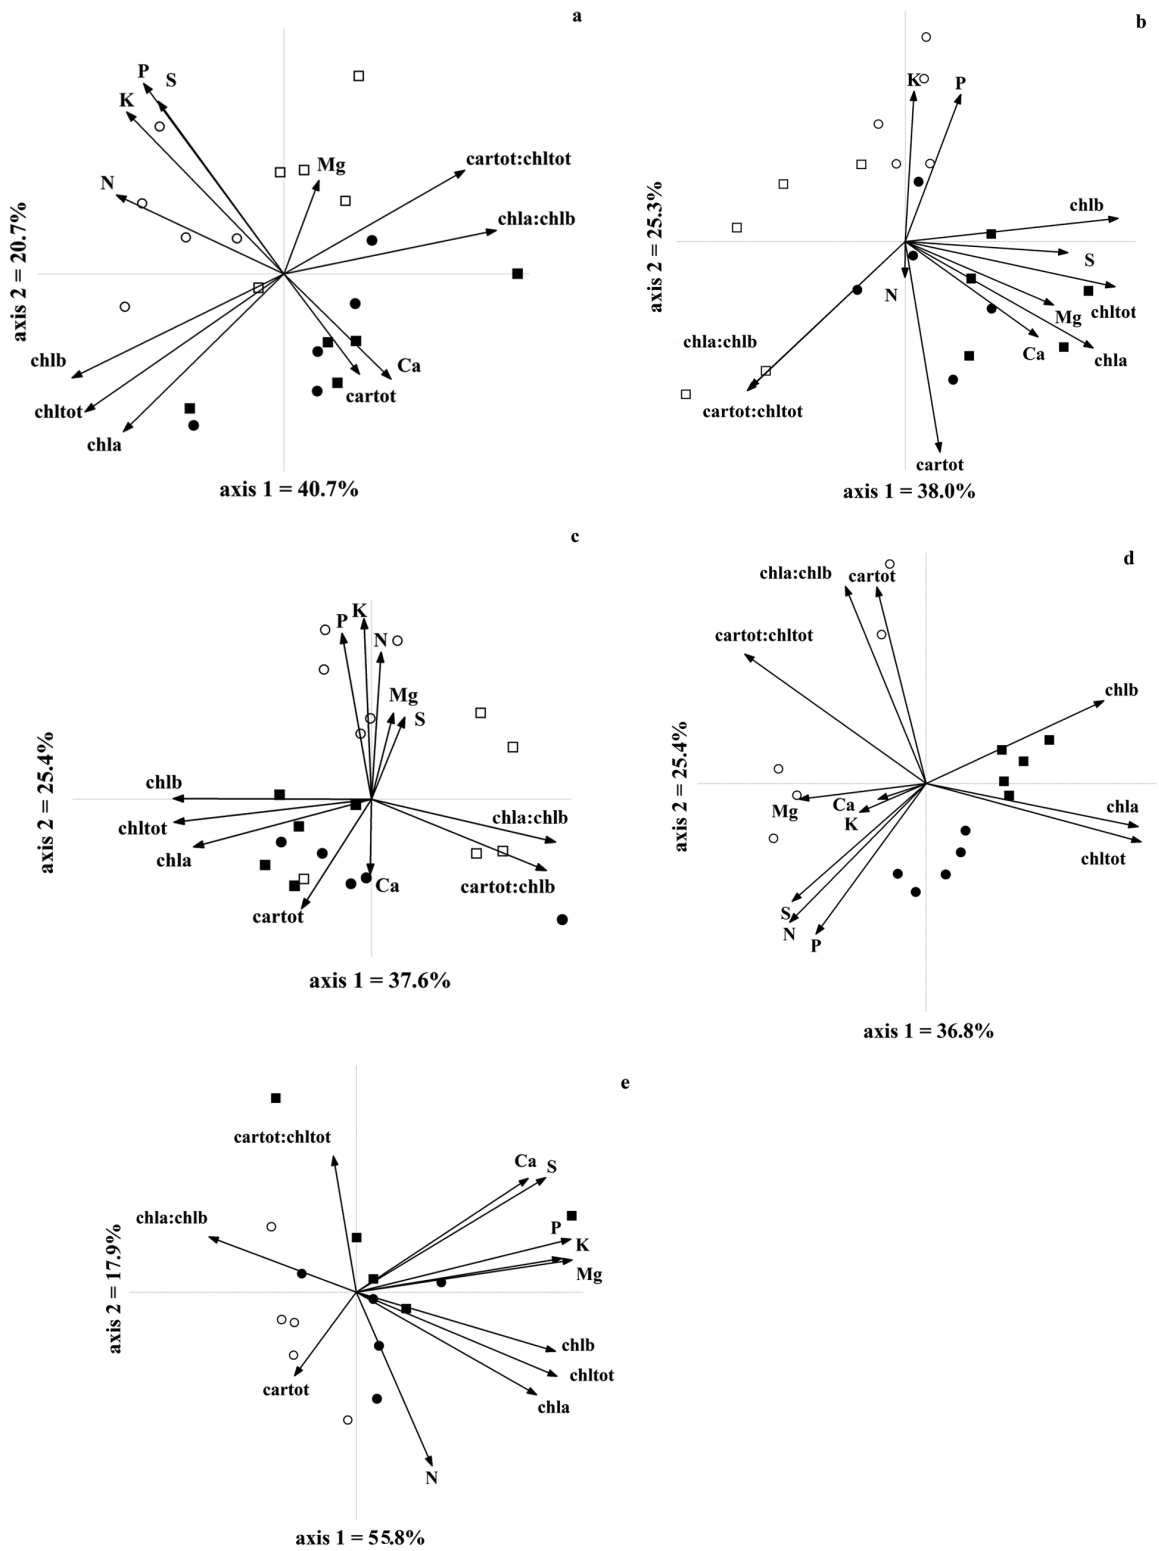 a
P
S
K
Mg
cartot:chltot
N
chla:chlb
axis 2 = 20.7%
chlb
Ca
cartot
chltot
chla
axis 1 = 40.7%
b
K
P
chlb
axis 2 = 25.3%
S
N
chltot
Mg
chla:chlb
Ca
chla
cartot:chltot
cartot
axis 1 = 38.0%
c
K
P
N
Mg
S
axis 2 = 25.4%
chlb
chla:chlb
chltot
chla
Ca
cartot:chlb
cartot
axis 1 = 37.6%
d
chla:chlb
cartot
cartot:chltot
chlb
axis 2 = 25.4%
Mg
Ca
K
chla
chltot
S
N
P
axis 1 = 36.8%
e
cartot:chltot
Ca
S
chla:chlb
P
K
Mg
axis 2 = 17.9%
chlb
chltot
cartot
chla
N
axis 1 = 55.8%